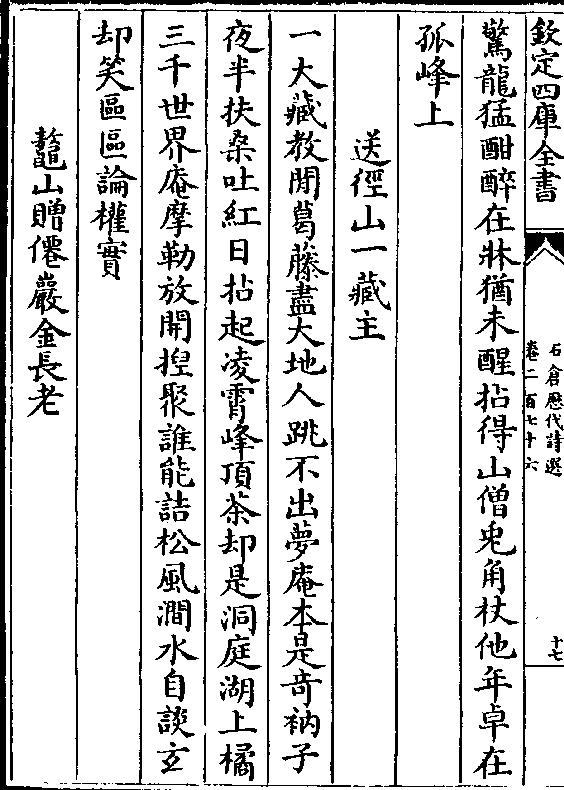 欽定四庫全書
石倉歴代詩選
卷二百七十六
十七
驚龍猛酣醉在牀猶未醒拈得山僧兎角杖他年卓在
孤峰上
送徑山一藏主
一大藏教閒葛藤盡大地人跳不出夢庵本是竒衲子
夜半扶桑吐紅日拈起凌霄峰頂茶却是洞庭湖上橘
三千世界庵摩勒放開揑聚誰能詰松風澗水自談玄
却笑區區論權實
鼇山贈僊巖金長老